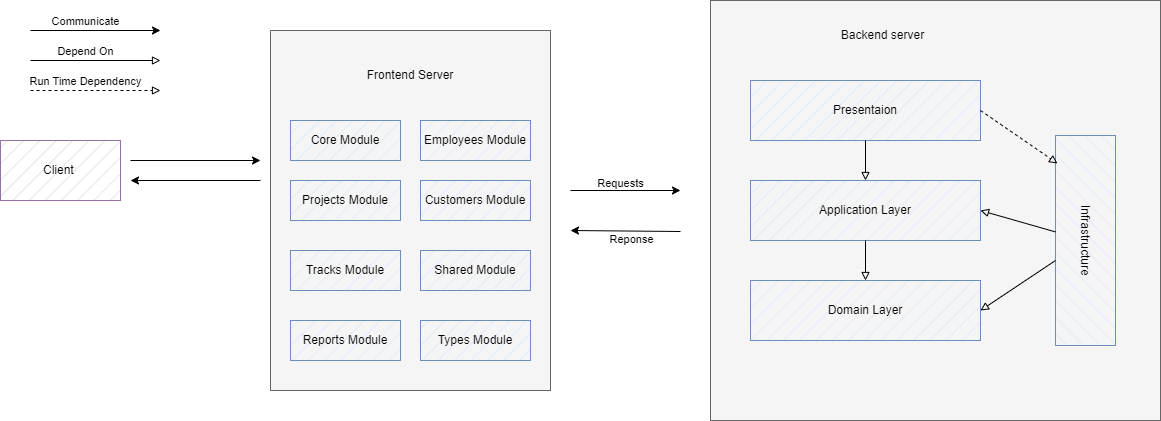 Communicate
Depend On
Run Time Dependency
Client
Frontend Server
Core Module
Employees Module
Projects Module
Customers Module
Tracks Module
Shared Module
Reports Module
Types Module
Requests
Reponse
Backend server
Presentaion
Application Layer
Domain Layer
Infrastructure